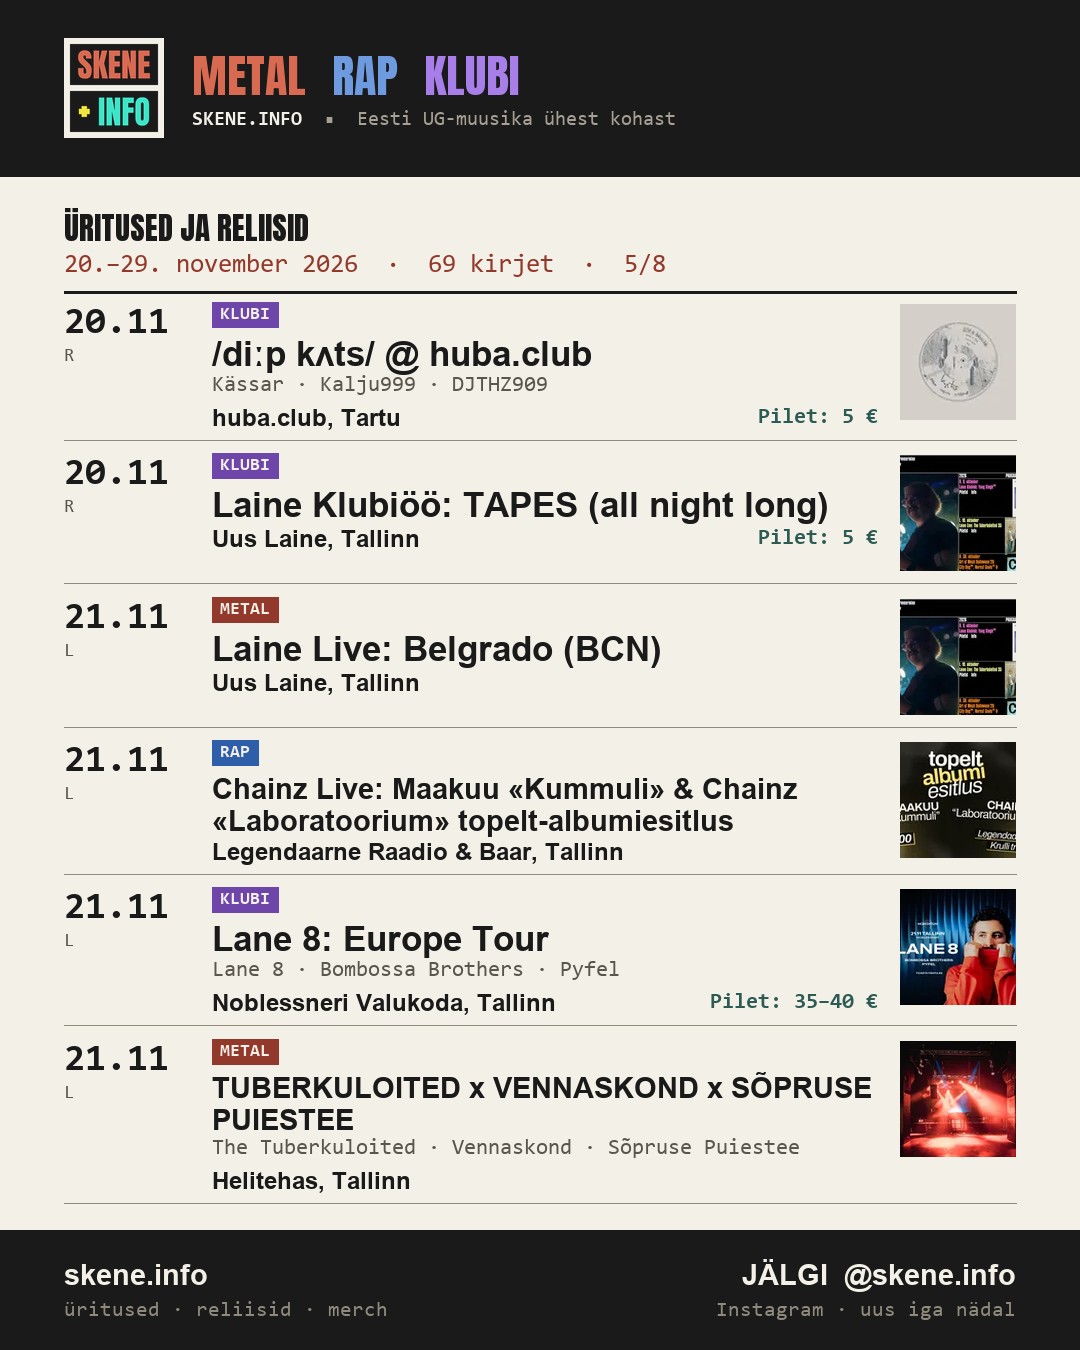 SKENE
INFO
METAL RAP KLUBI
SKENE.INFO ▪ Eesti UG-muusika ühest kohast
ÜRITUSED JA RELIISID
20.–29. november 2026 · 69 kirjet · 5/8
20.11
R
KLUBI
/diːp kʌts/ @ huba.club
Kässar · Kalju999 · DJTHZ909
huba.club, Tartu
Pilet: 5 €
20.11
R
KLUBI
Laine Klubiöö: TAPES (all night long)
Uus Laine, Tallinn
Pilet: 5 €
21.11
L
METAL
Laine Live: Belgrado (BCN)
Uus Laine, Tallinn
21.11
L
RAP
Chainz Live: Maakuu «Kummuli» & Chainz
«Laboratoorium» topelt-albumiesitlus
Legendaarne Raadio & Baar, Tallinn
topelt
albumi
esitlus
21.11
L
KLUBI
Lane 8: Europe Tour
Lane 8 · Bombossa Brothers · Pyfel
Noblessneri Valukoda, Tallinn
Pilet: 35–40 €
LANE 8
21.11
L
METAL
TUBERKULOITED x VENNASKOND x SÕPRUSE
PUIESTEE
The Tuberkuloited · Vennaskond · Sõpruse Puiestee
Helitehas, Tallinn
skene.info
üritused · reliisid · merch
JÄLGI @skene.info
Instagram · uus iga nädal